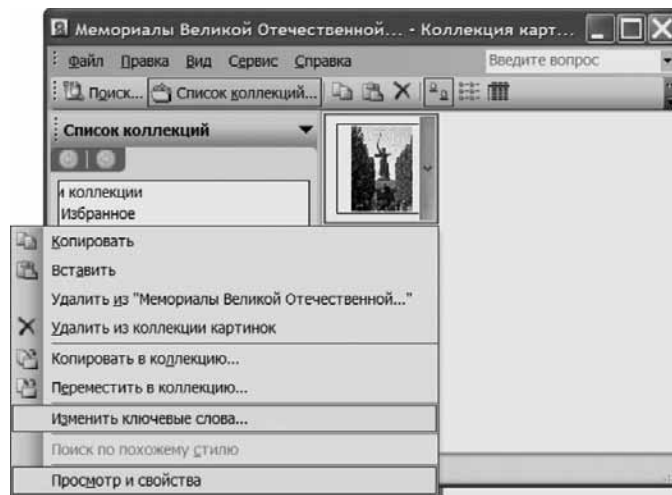 Мемориалы Великой Отечественной... - Коллекция карт...
Файл Правка Вид Сервис Справка Введите вопрос
Поиск... Список коллекций...
Список коллекций
и коллекции
Избранное
Копировать
Вставить
Удалить из "Мемориалы Великой Отечественной..."
Удалить из коллекции картинок
Копировать в коллекцию...
Переместить в коллекцию...
Изменить ключевые слова...
Поиск по похожему стилю
Просмотр и свойства